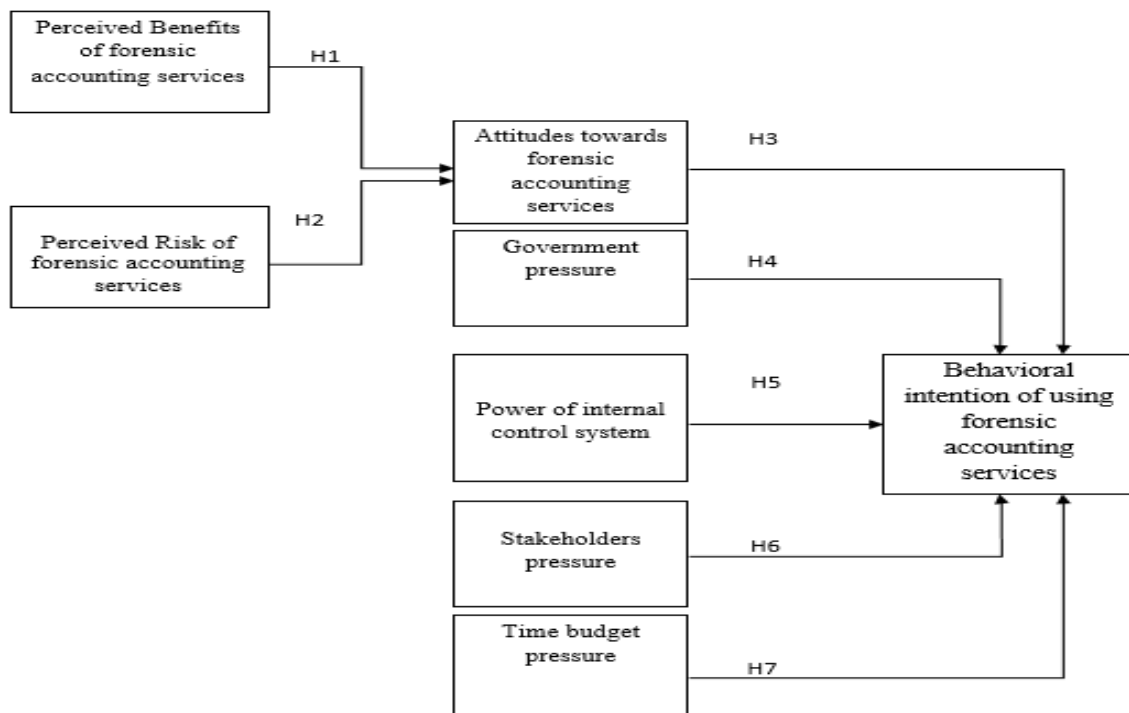 Perceived Benefits
of forensic
accounting services
H1
H2
Perceived Risk of
forensic accounting
services
Attitudes towards
forensic
accounting
services
H3
Government
pressure
H4
Power of internal
control system
H5
Behavioral
intention of using
forensic
accounting
services
Stakeholders
pressure
H6
Time budget
pressure
H7